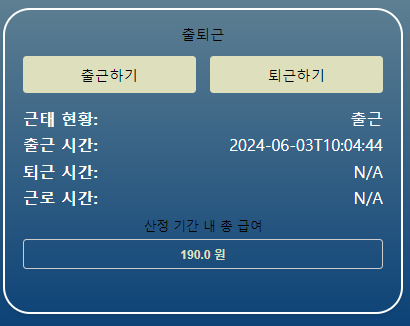 출퇴근
출근하기 퇴근하기
근태 현황: 출근
출근 시간: 2024-06-03T10:04:44
퇴근 시간: N/A
근로 시간: N/A
산정 기간 내 총 급여
190.0 원